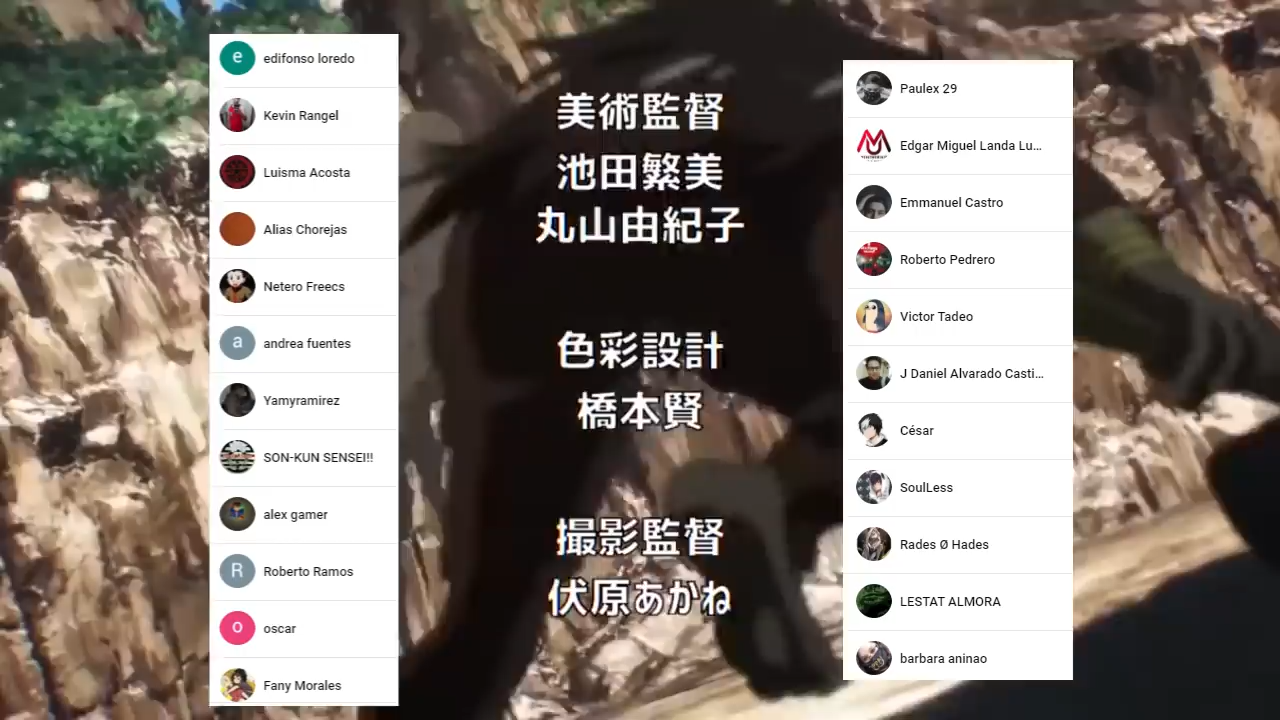 edifonso loredo
Kevin Rangel
Luisma Acosta
Alias Chorejas
Netero Freecs
andrea fuentes
Yamyramirez
SON-KUN SENSEI!!
alex gamer
Roberto Ramos
oscar
Fany Morales
美術監督
池田繁美
丸山由紀子
色彩設計
橋本賢
撮影監督
伏原あかね
Paulex 29
Edgar Miguel Landa Lu...
Emmanuel Castro
Roberto Pedrero
Victor Tadeo
J Daniel Alvarado Casti...
César
SoulLess
Rades Ø Hades
LESTAT ALMORA
barbara aninao